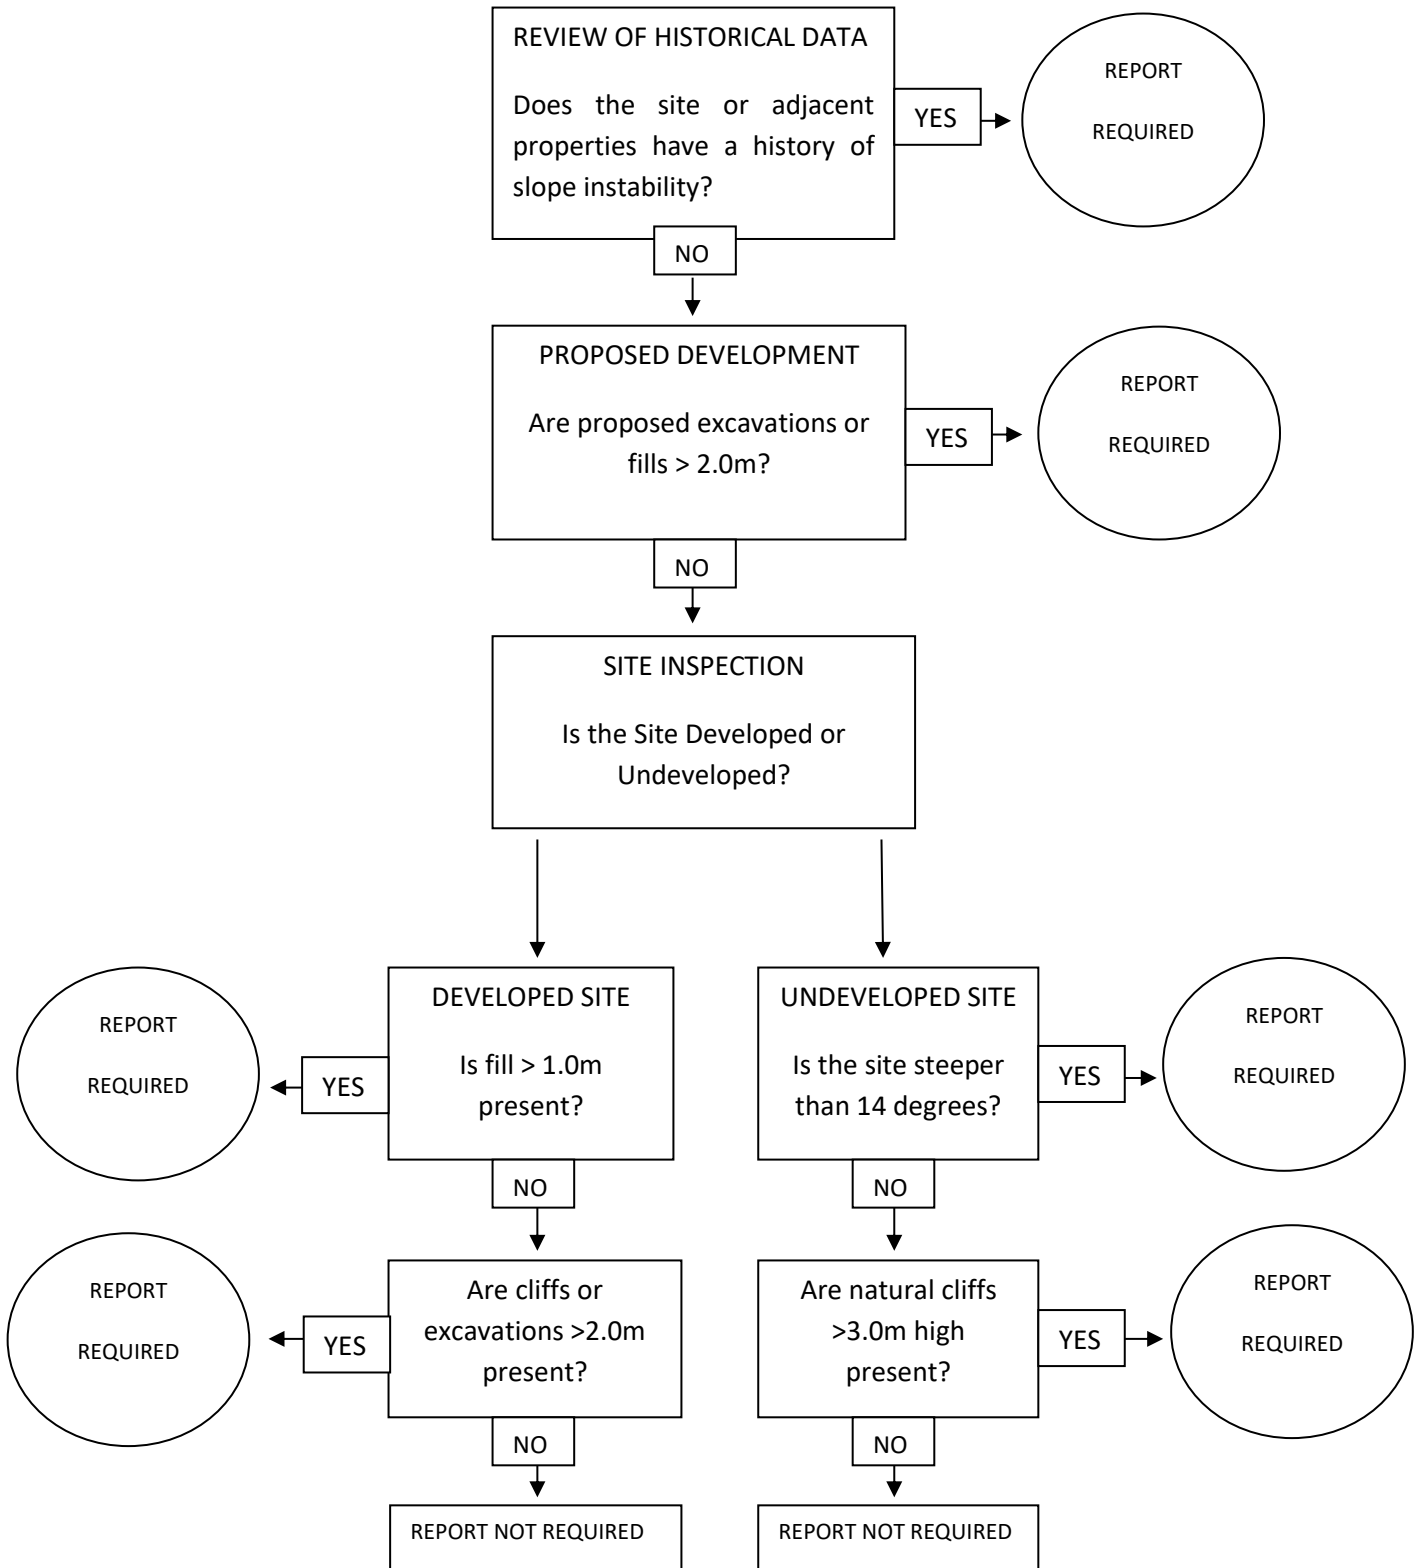 REVIEW OF HISTORICAL DATA
Does the site or adjacent
properties have a history of
slope instability?
YES
REPORT
REQUIRED
NO
PROPOSED DEVELOPMENT
Are proposed excavations or
fills > 2.0m?
YES
REPORT
REQUIRED
NO
SITE INSPECTION
Is the Site Developed or
Undeveloped?
DEVELOPED SITE
Is fill > 1.0m
present?
YES
REPORT
REQUIRED
NO
Are cliffs or
excavations >2.0m
present?
YES
REPORT
REQUIRED
NO
REPORT NOT REQUIRED
UNDEVELOPED SITE
Is the site steeper
than 14 degrees?
YES
REPORT
REQUIRED
NO
Are natural cliffs
>3.0m high
present?
YES
REPORT
REQUIRED
NO
REPORT NOT REQUIRED